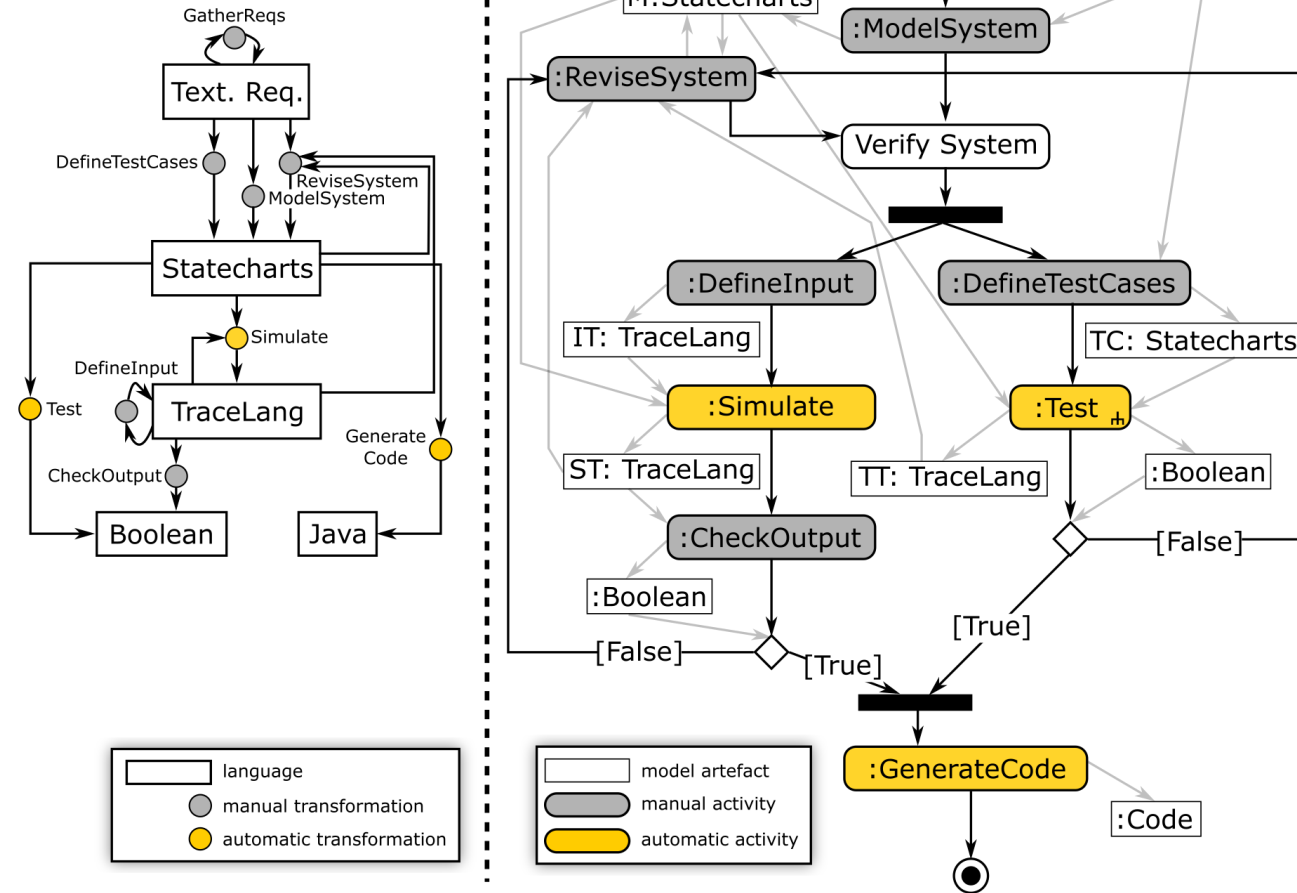 GatherReqs
Text. Req.
DefineTestCases
ReviseSystem
ModelSystem
Statecharts
Simulate
DefineInput
TraceLang
Test
Generate
Code
CheckOutput
Boolean
Java
language
manual transformation
automatic transformation
M:Statecharts
:ModelSystem
:ReviseSystem
Verify System
:DefineInput
:DefineTestCases
IT: TraceLang
TC: Statecharts
:Simulate
:Test
ST: TraceLang
TT: TraceLang
:Boolean
:CheckOutput
[False]
:Boolean
[True]
[False]
[True]
:GenerateCode
:Code
model artefact
manual activity
automatic activity